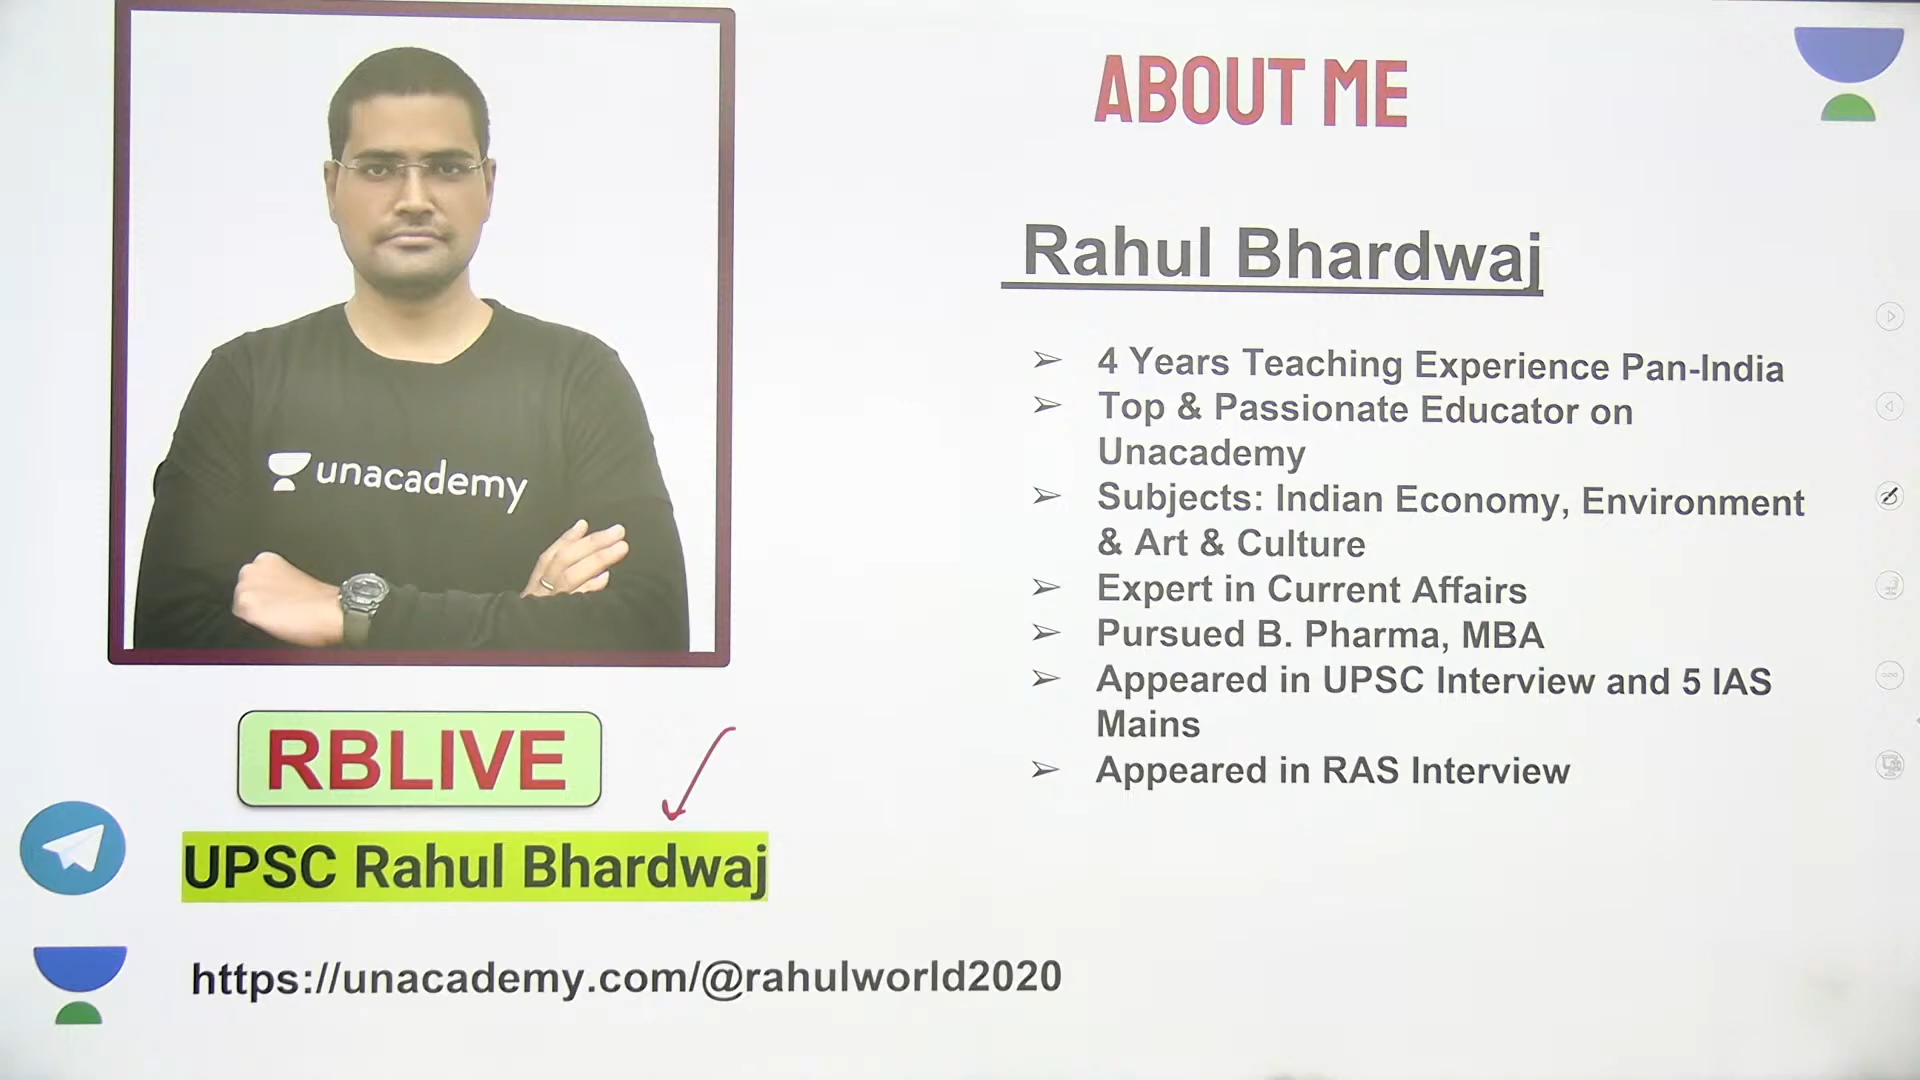 ABOUT ME
Rahul Bhardwaj
➢ 4 Years Teaching Experience Pan-India
➢ Top & Passionate Educator on
Unacademy
➢ Subjects: Indian Economy, Environment
& Art & Culture
➢ Expert in Current Affairs
➢ Pursued B. Pharma, MBA
➢ Appeared in UPSC Interview and 5 IAS
Mains
➢ Appeared in RAS Interview
unacademy
RBLIVE
UPSC Rahul Bhardwaj
https://unacademy.com/@rahulworld2020